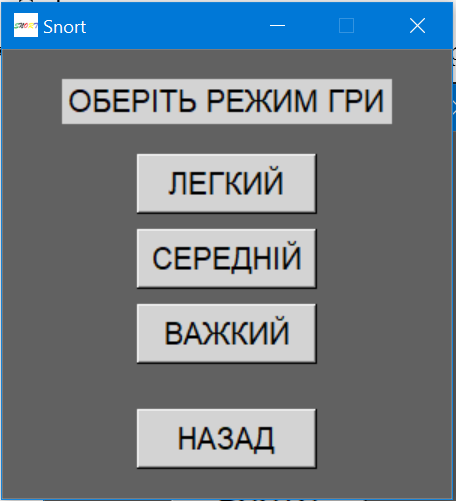 Snort
ОБЕРІТЬ РЕЖИМ ГРИ
ЛЕГКИЙ
СЕРЕДНІЙ
ВАЖКИЙ
НАЗАД